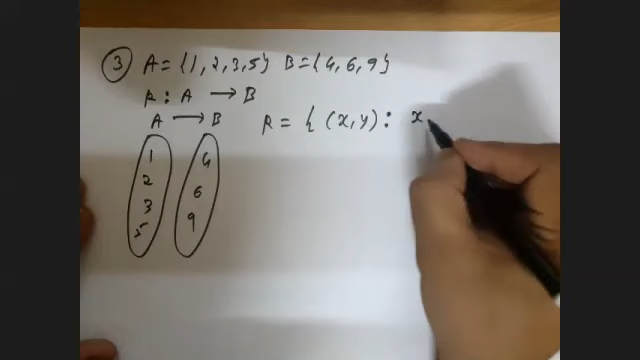 3 A = {1, 2, 3, 5} B = {4, 6, 9}
R : A → B
A → B
R = { (x, y) : x
1
2
3
5
4
6
9